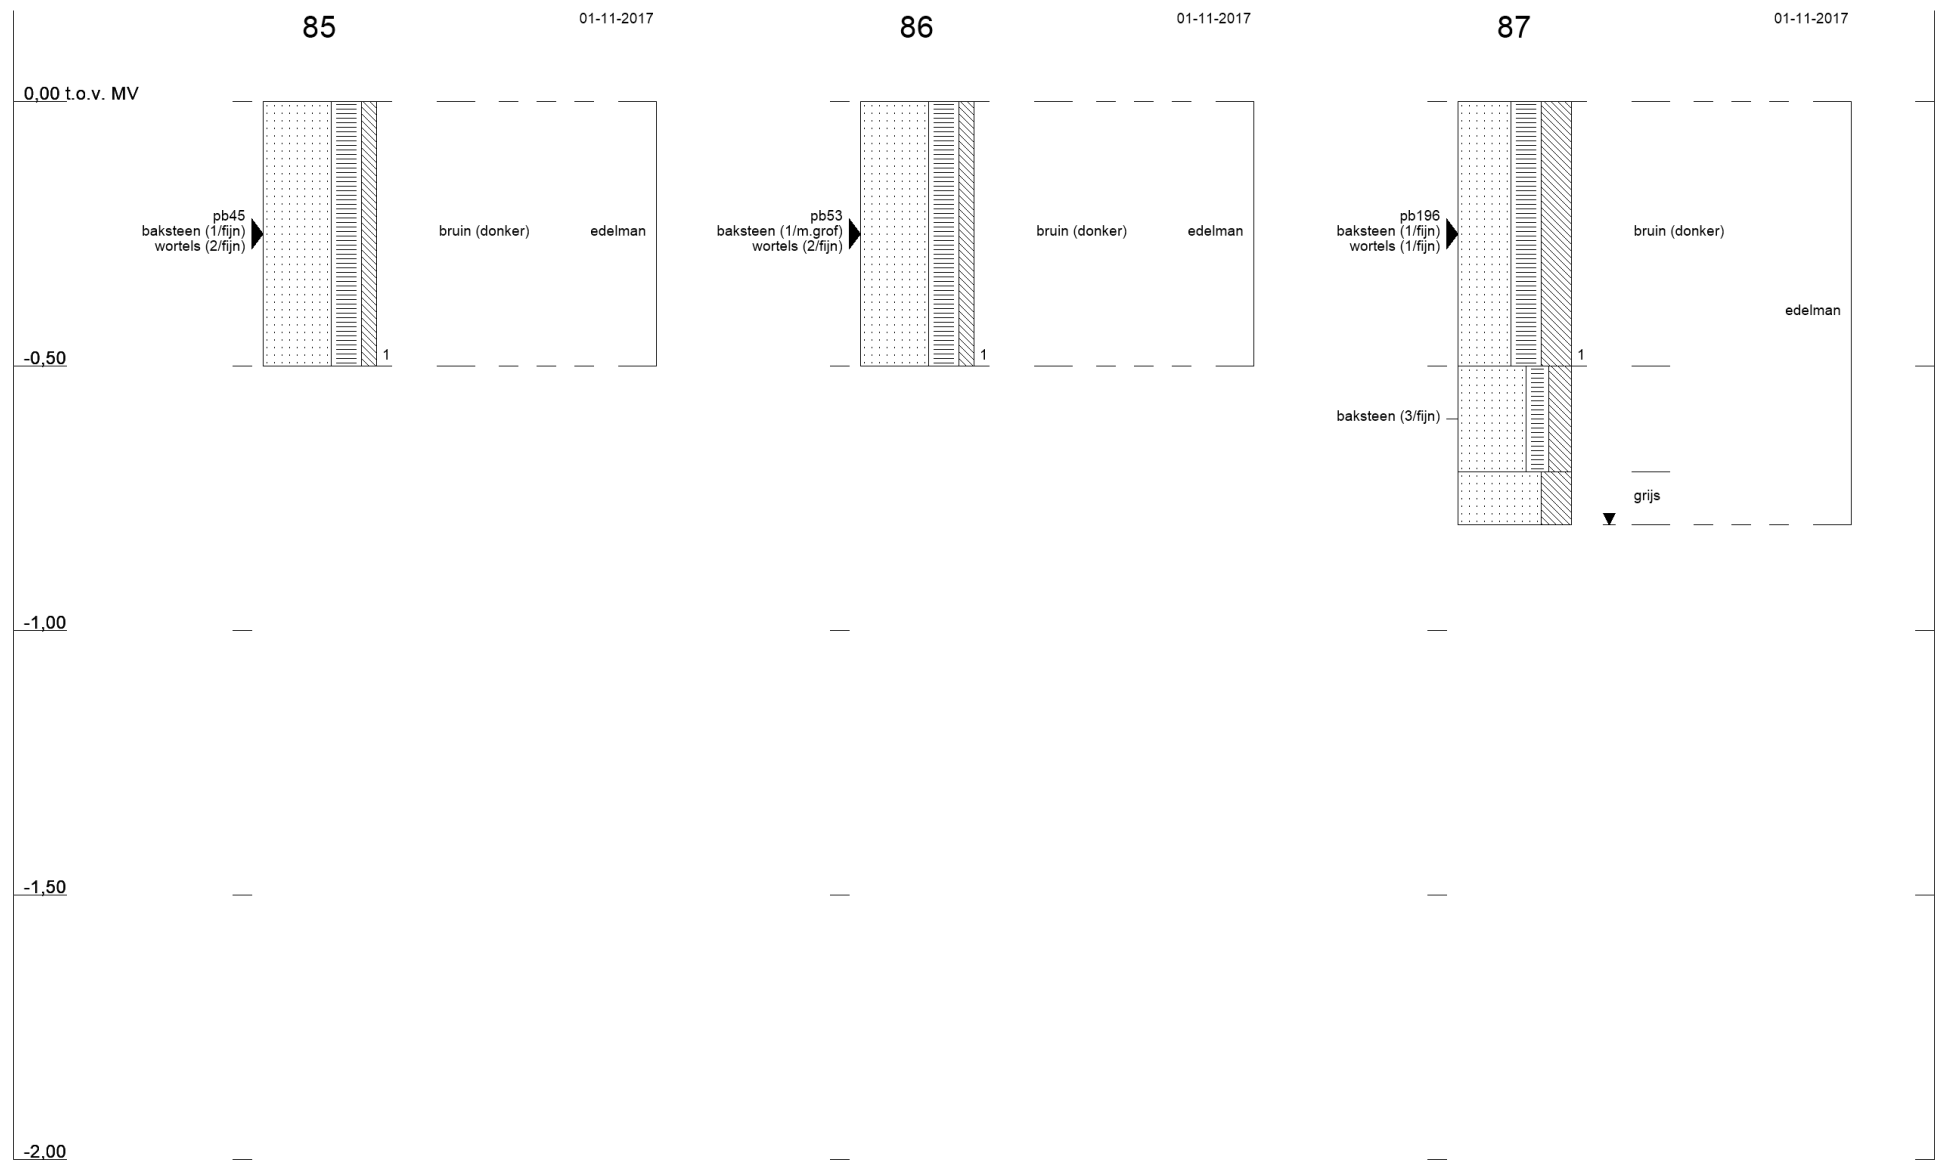 85
01-11-2017
86
01-11-2017
87
01-11-2017
0,00 t.o.v. MV
pb45
baksteen (1/fijn)
wortels (2/fijn)
bruin (donker)
edelman
1
pb53
baksteen (1/m.grof)
wortels (2/fijn)
bruin (donker)
edelman
1
pb196
baksteen (1/fijn)
wortels (1/fijn)
bruin (donker)
edelman
1
-0,50
baksteen (3/fijn)
grijs
-1,00
-1,50
-2,00